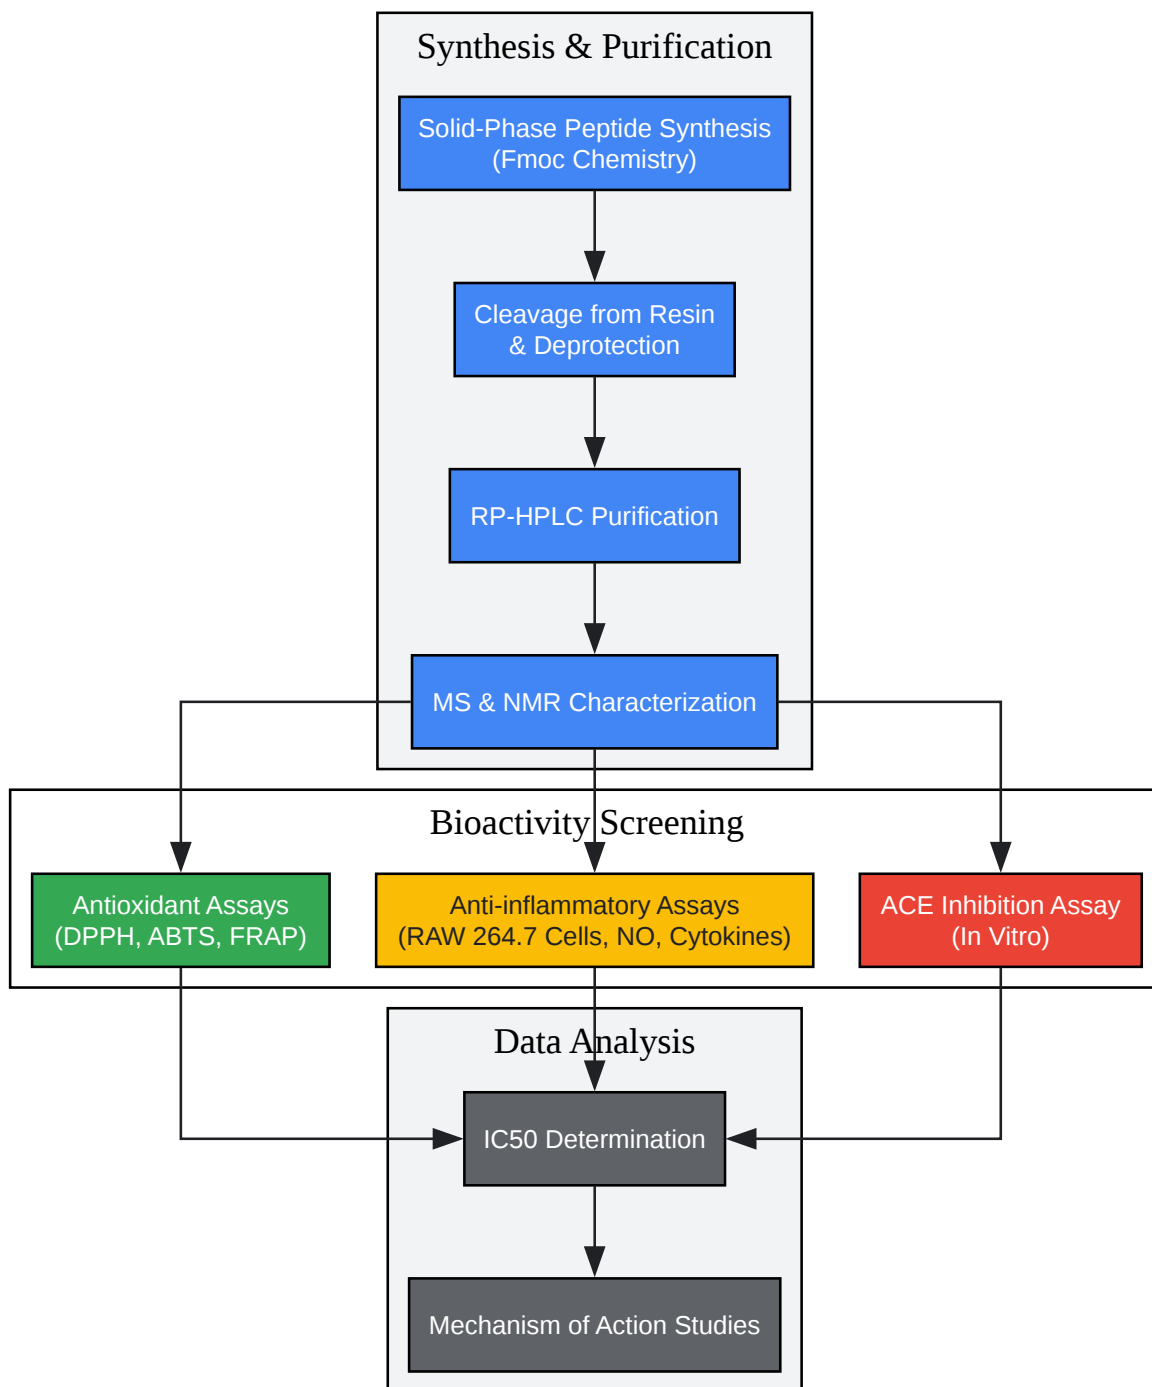 Synthesis & Purification
Solid-Phase Peptide Synthesis
(Fmoc Chemistry)
Cleavage from Resin
& Deprotection
RP-HPLC Purification
MS & NMR Characterization
Bioactivity Screening
Antioxidant Assays
(DPPH, ABTS, FRAP)
Anti-inflammatory Assays
(RAW 264.7 Cells, NO, Cytokines)
ACE Inhibition Assay
(In Vitro)
Data Analysis
IC50 Determination
Mechanism of Action Studies